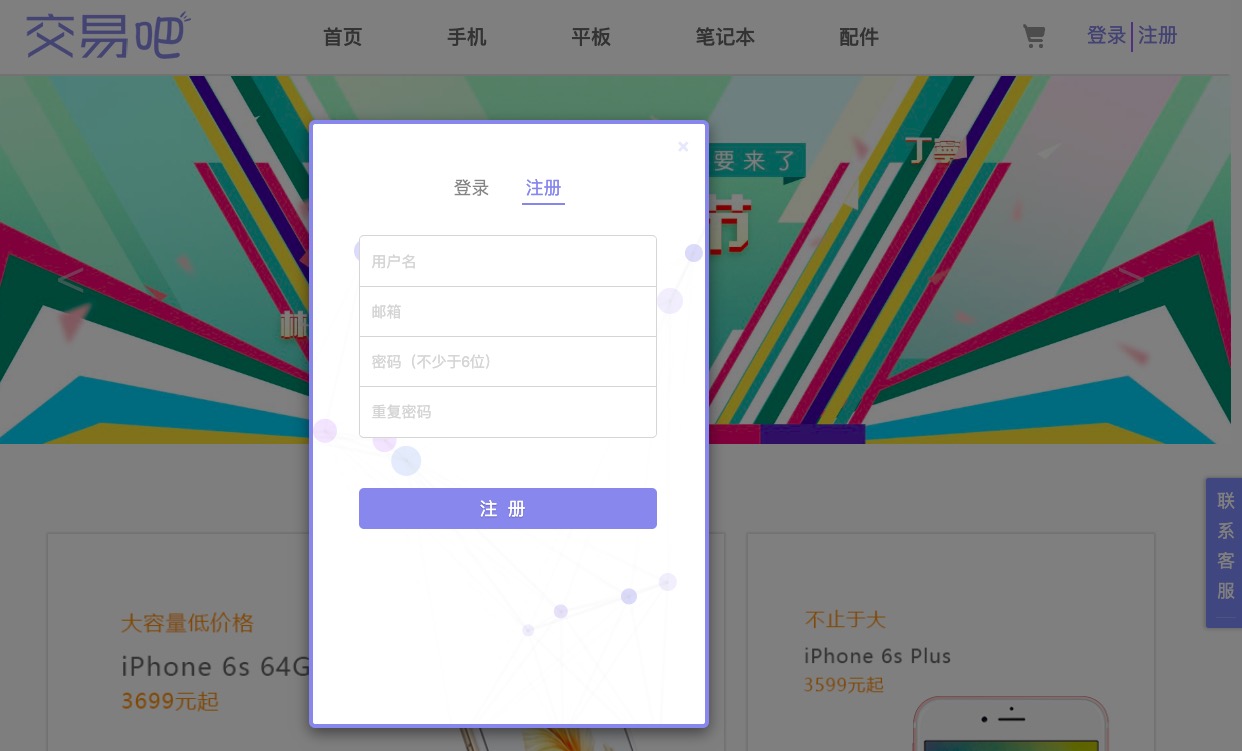 交易吧
首页 手机 平板 笔记本 配件 登录 注册
要来了
节
登录 注册
用户名
邮箱
密码（不少于6位）
重复密码
注 册
联系客服
大容量低价格
iPhone 6s 64G
3699元起
不止于大
iPhone 6s Plus
3599元起